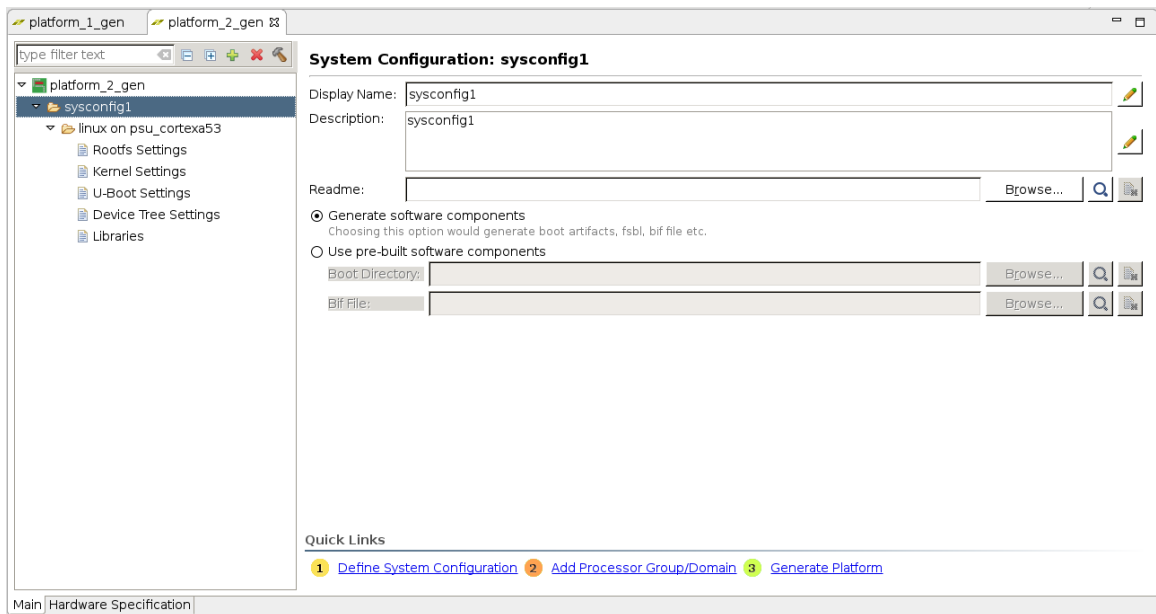 platform_1_gen platform_2_gen
type filter text
platform_2_gen
sysconfig1
linux on psu_cortexa53
Rootfs Settings
Kernel Settings
U-Boot Settings
Device Tree Settings
Libraries
System Configuration: sysconfig1
Display Name: sysconfig1
Description: sysconfig1
Readme: Browse...
Generate software components
Choosing this option would generate boot artifacts, fsbl, bif file etc.
Use pre-built software components
Boot Directory: Browse...
Bif File: Browse...
Quick Links
1 Define System Configuration 2 Add Processor Group/Domain 3 Generate Platform
Main Hardware Specification